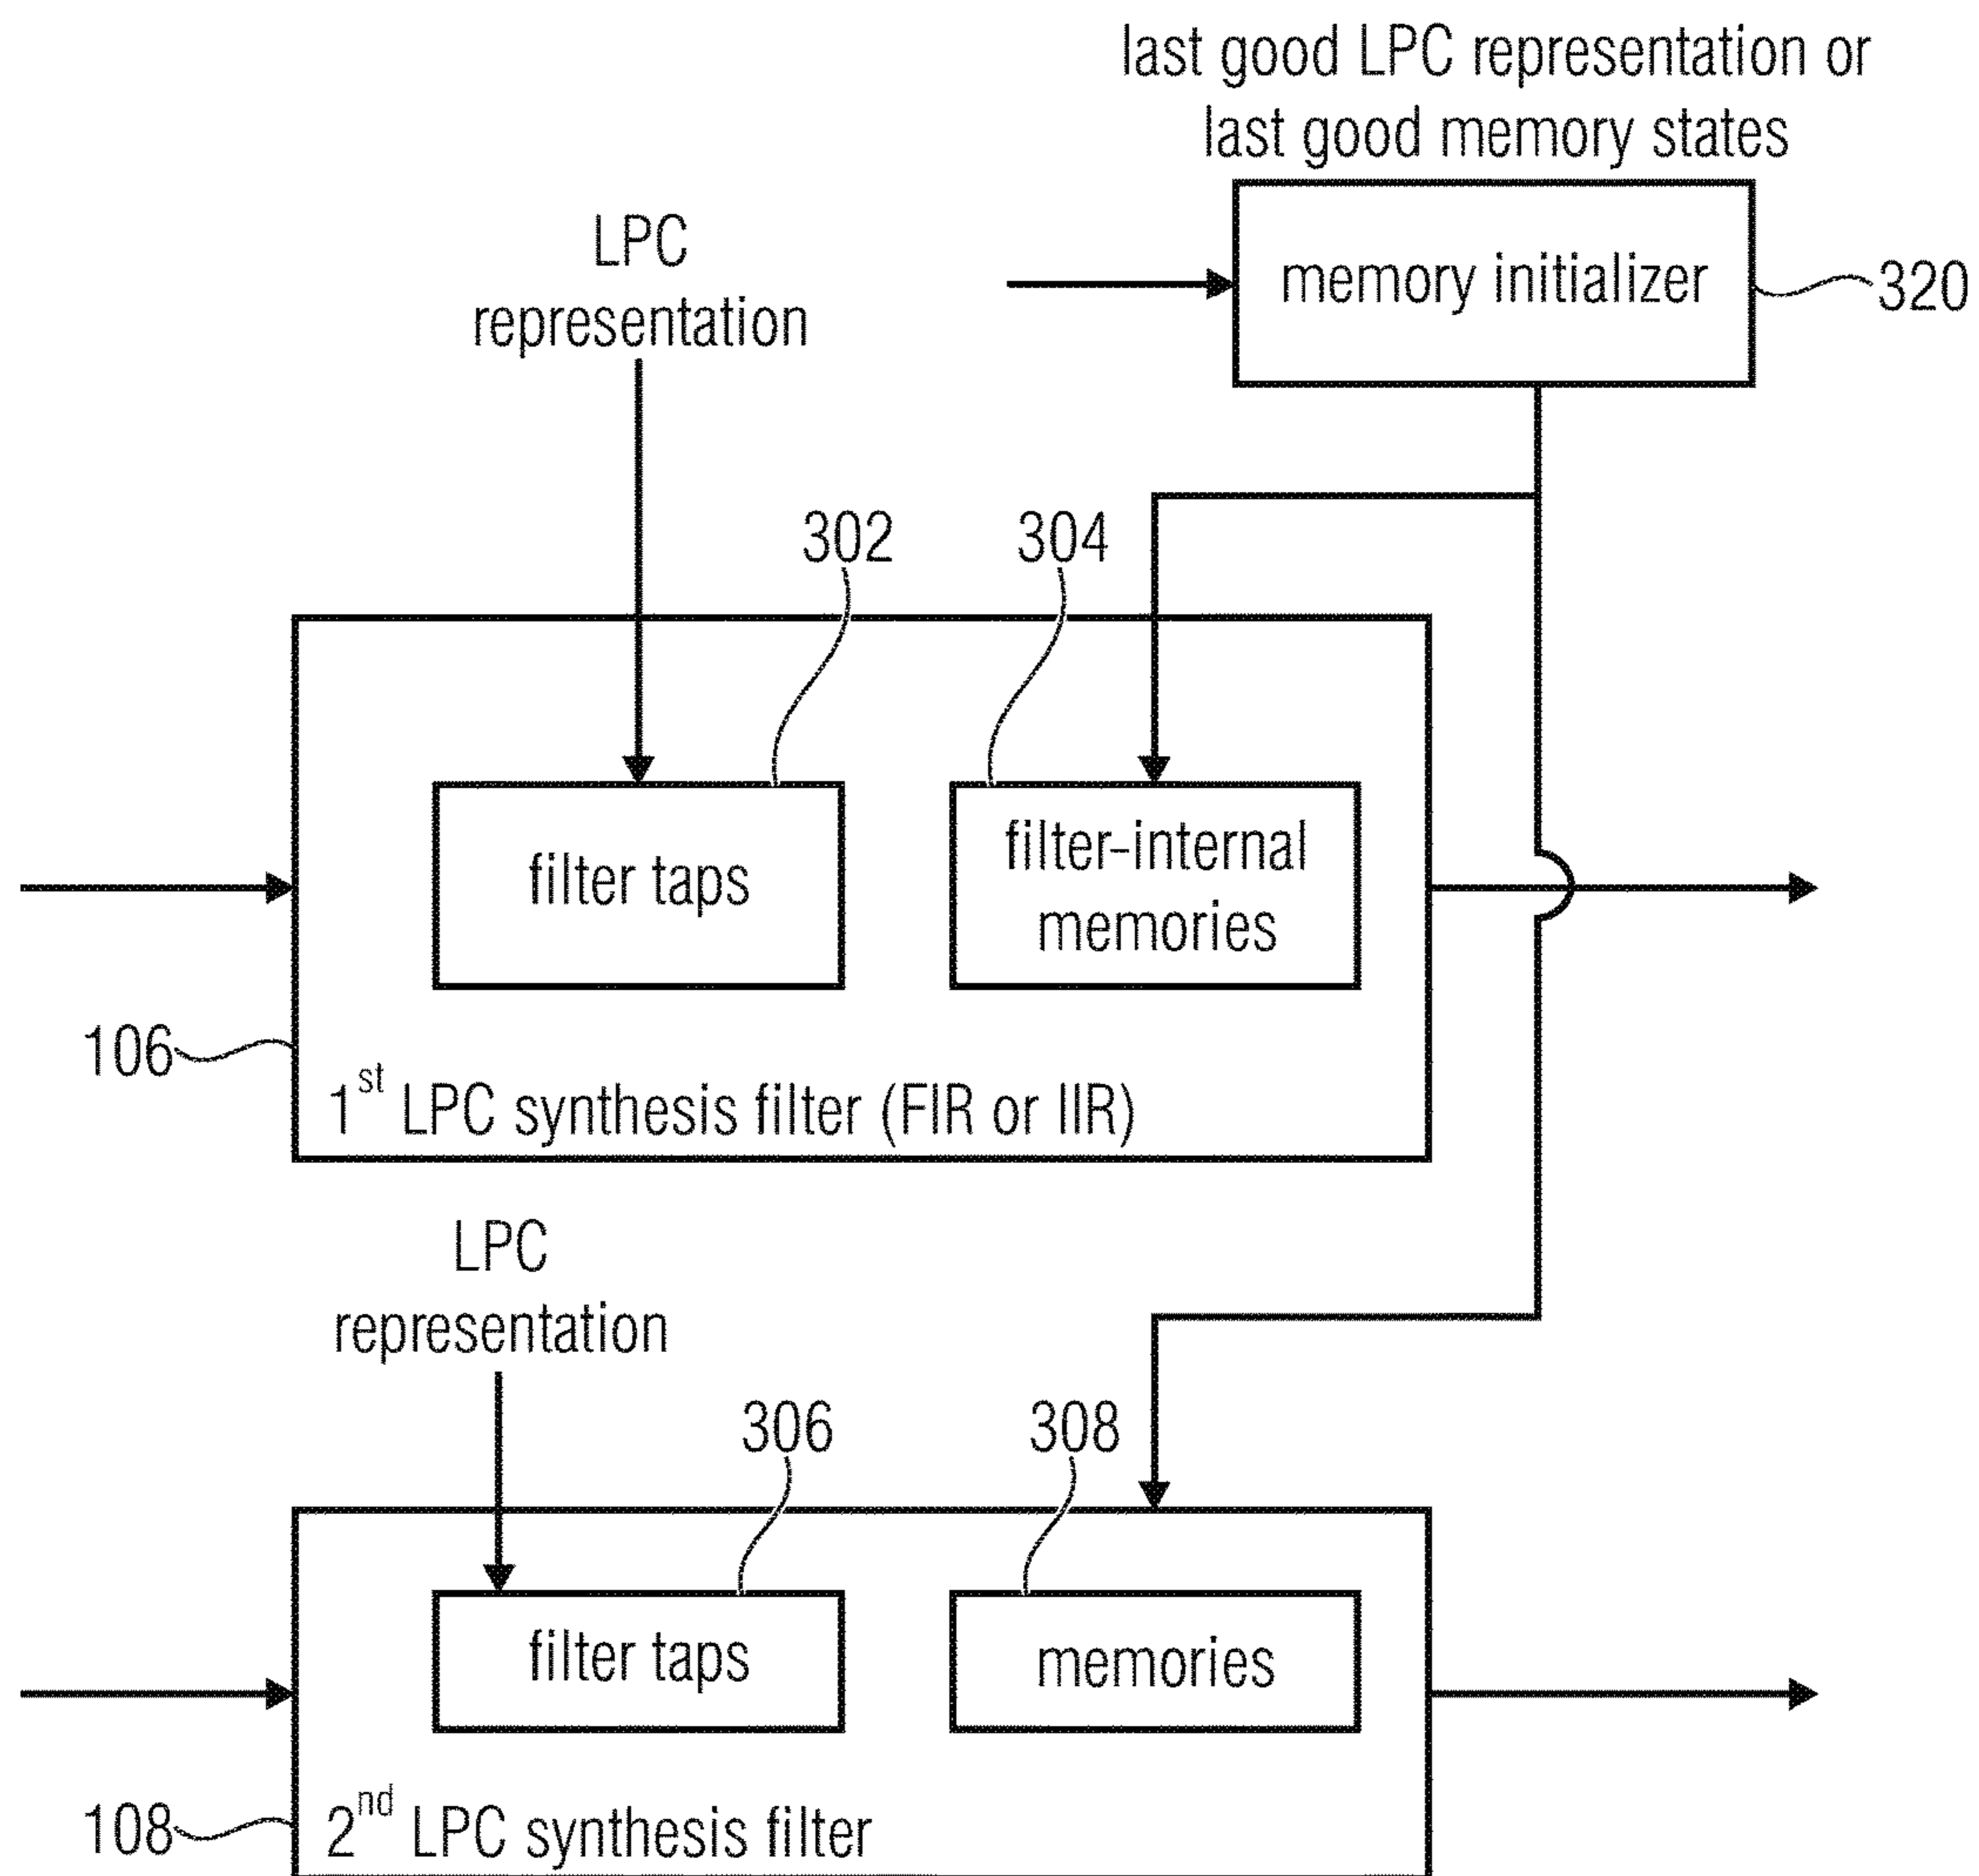 last good LPC representation or
last good memory states
memory initializer
320
LPC
representation
302
304
filter taps
filter-internal
memories
106
1st LPC synthesis filter (FIR or IIR)
LPC
representation
306
308
filter taps
memories
108
2nd LPC synthesis filter